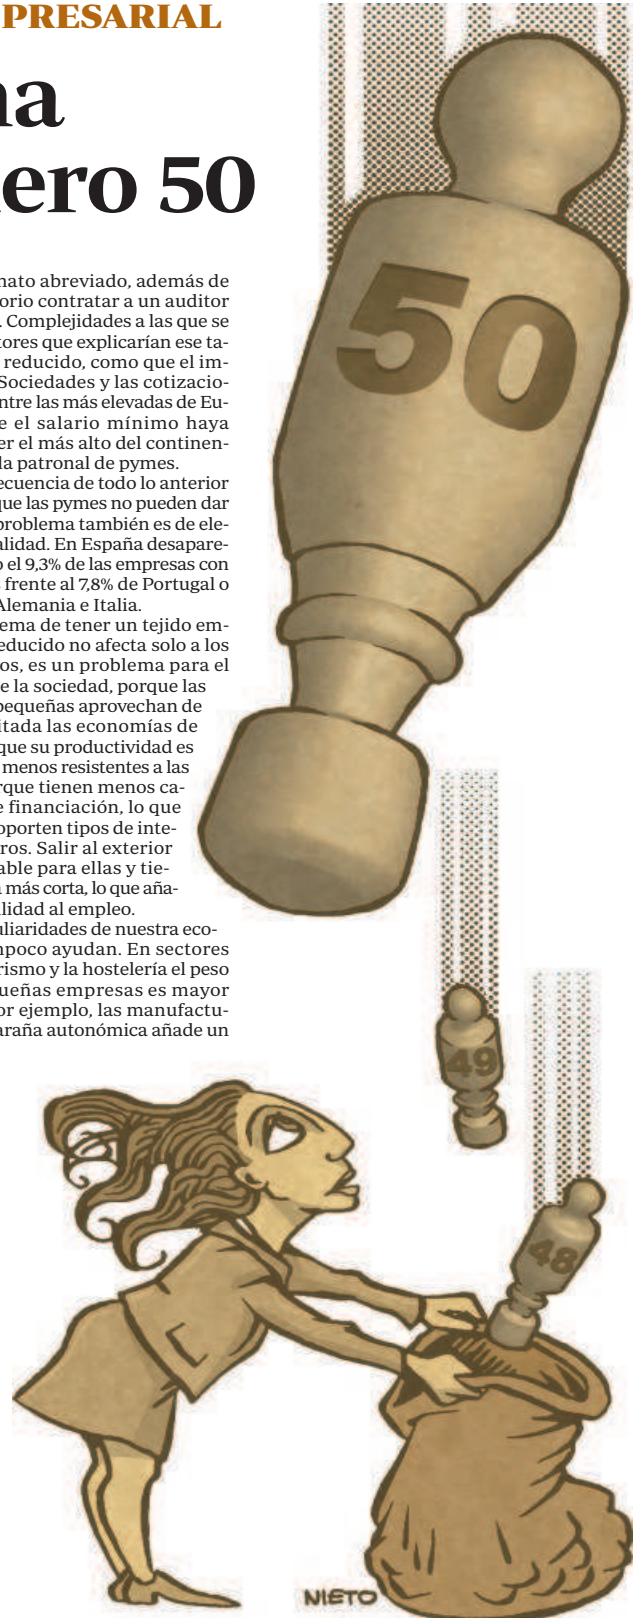 PRESARIAL
na
ero 50
nato abreviado, además de
orio contratar a un auditor
. Complejidades a las que se
tores que explicarían ese ta-
reducido, como que el im-
Sociedades y las cotizacio-
ntre las más elevadas de Eu-
e el salario mínimo haya
er el más alto del continen-
la patronal de pymes.
ecuencia de todo lo anterior
que las pymes no pueden dar
problema también es de ele-
alidad. En España desapare-
o el 9,3% de las empresas con
frente al 7,8% de Portugal o
Alemania e Italia.
ema de tener un tejido em-
educido no afecta solo a los
os, es un problema para el
e la sociedad, porque las
pequeñas aprovechan de
itada las economías de
que su productividad es
menos resistentes a las
rque tienen menos ca-
e financiación, lo que
oporten tipos de inte-
ros. Salir al exterior
able para ellas y tie-
a más corta, lo que aña-
ilidad al empleo.
uliaridades de nuestra eco-
mpoco ayudan. En sectores
rismo y la hostelería el peso
queñas empresas es mayor
or ejemplo, las manufactu-
araña autonómica añade un
50
49
48
NIETO